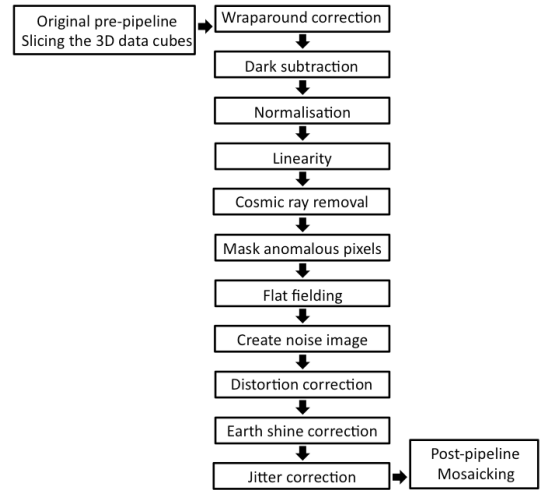 Original pre-pipeline
Slicing the 3D data cubes
Wraparound correction
Dark subtraction
Normalisation
Linearity
Cosmic ray removal
Mask anomalous pixels
Flat fielding
Create noise image
Distortion correction
Earth shine correction
Jitter correction
Post-pipeline
Mosaicking